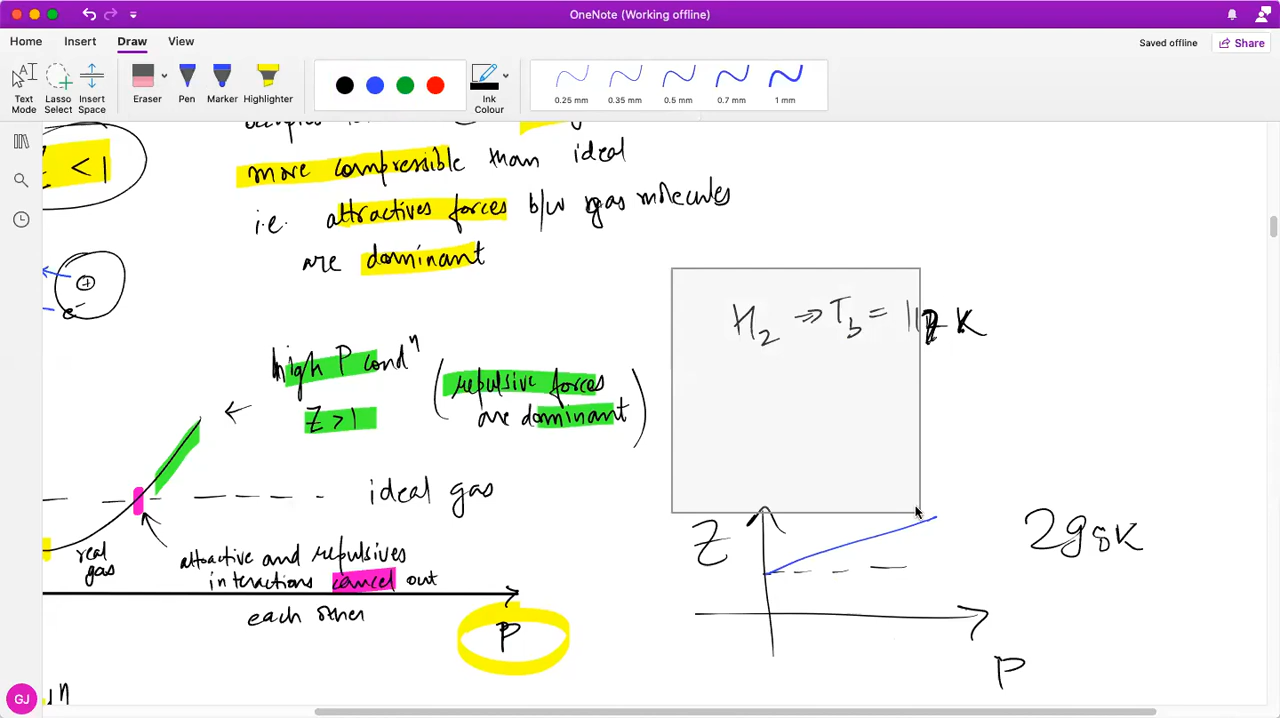 OneNote (Working offline)
Home Insert Draw View
Saved offline
Share
Text Mode
Lasso Select
Insert Space
Eraser
Pen
Marker
Highlighter
Ink Colour
0.25 mm
0.35 mm
0.5 mm
0.7 mm
1 mm
< 1
more compressible than ideal
i.e. attractives forces b/w gas molecules
are dominant
+
e-
H2 ⇒ Tb = 117 K
high P condn
Z > 1
(repulsive forces
are dominant)
ideal gas
real
gas
attractive and repulsives
interactions cancel out
each other
P
Z
298K
P
GJ